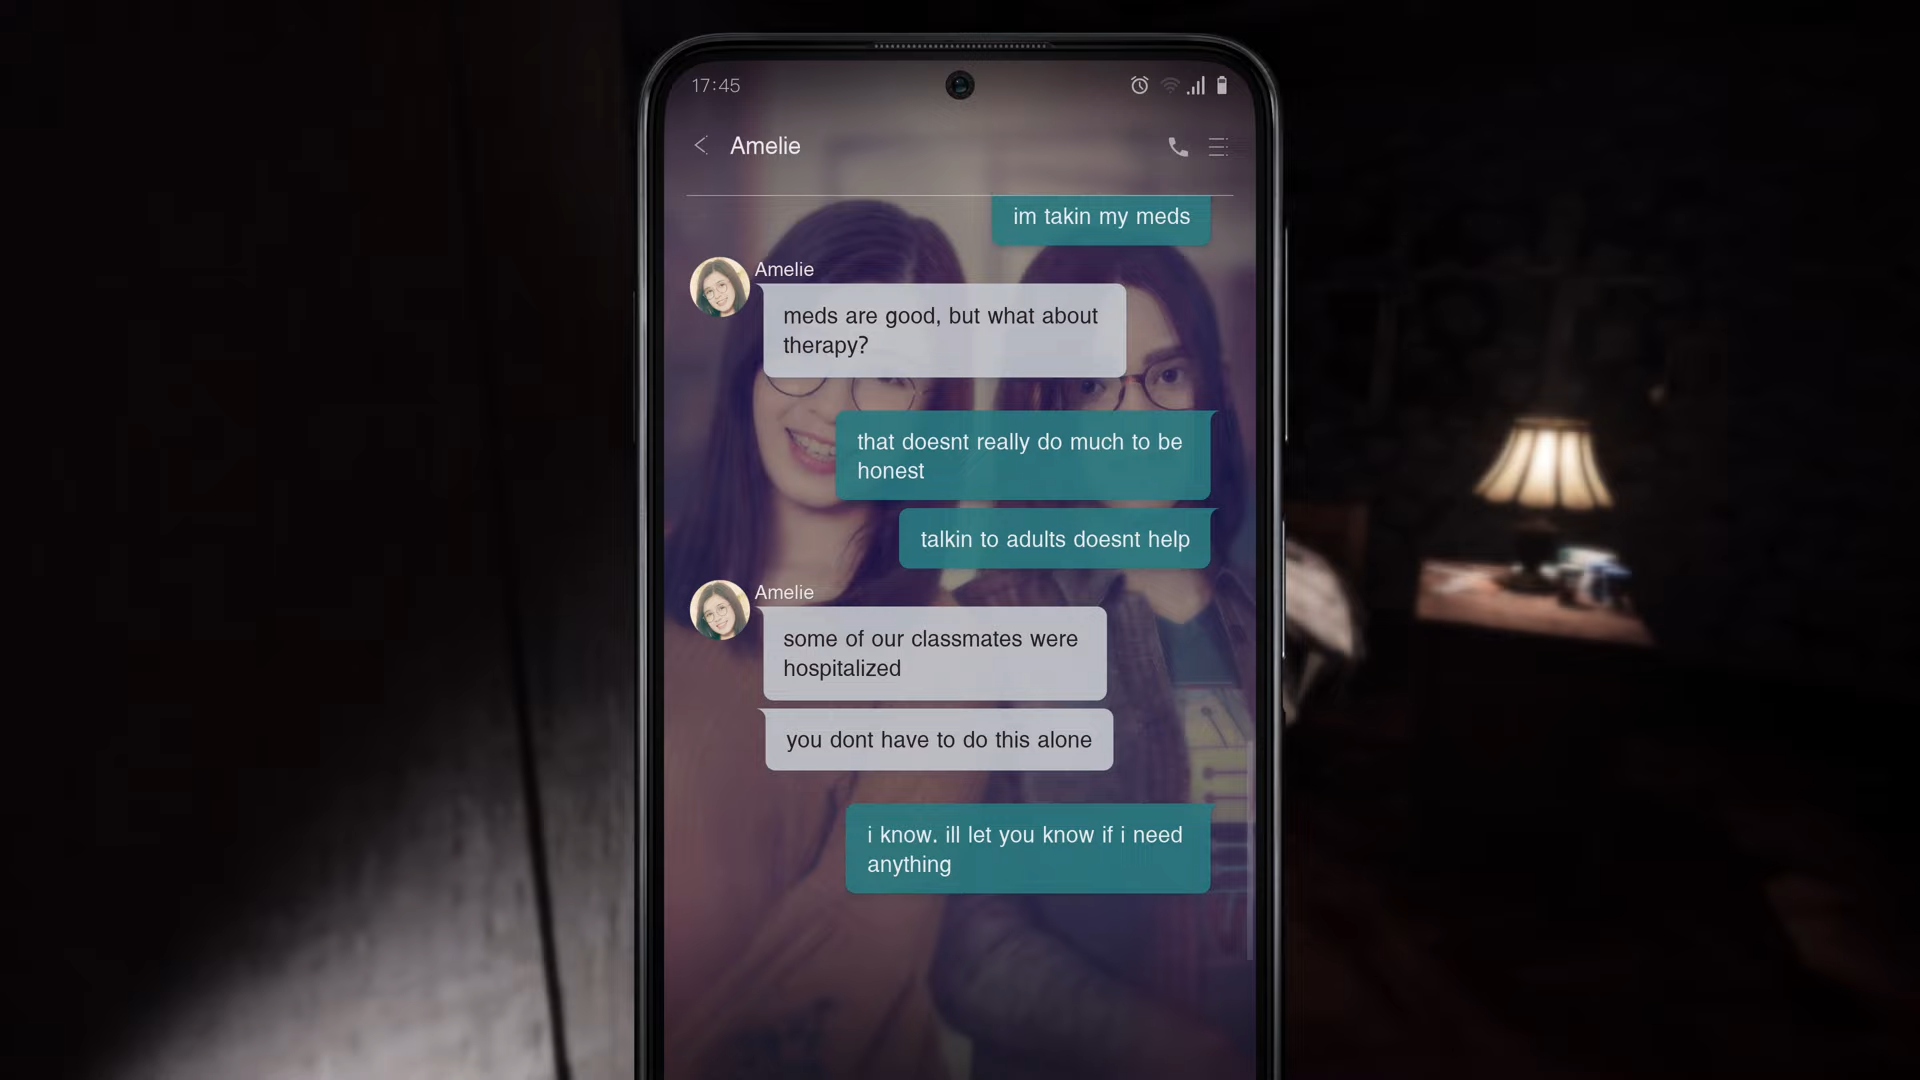 17:45
Amelie
im takin my meds
Amelie
meds are good, but what about
therapy?
that doesnt really do much to be
honest
talkin to adults doesnt help
Amelie
some of our classmates were
hospitalized
you dont have to do this alone
i know. ill let you know if i need
anything